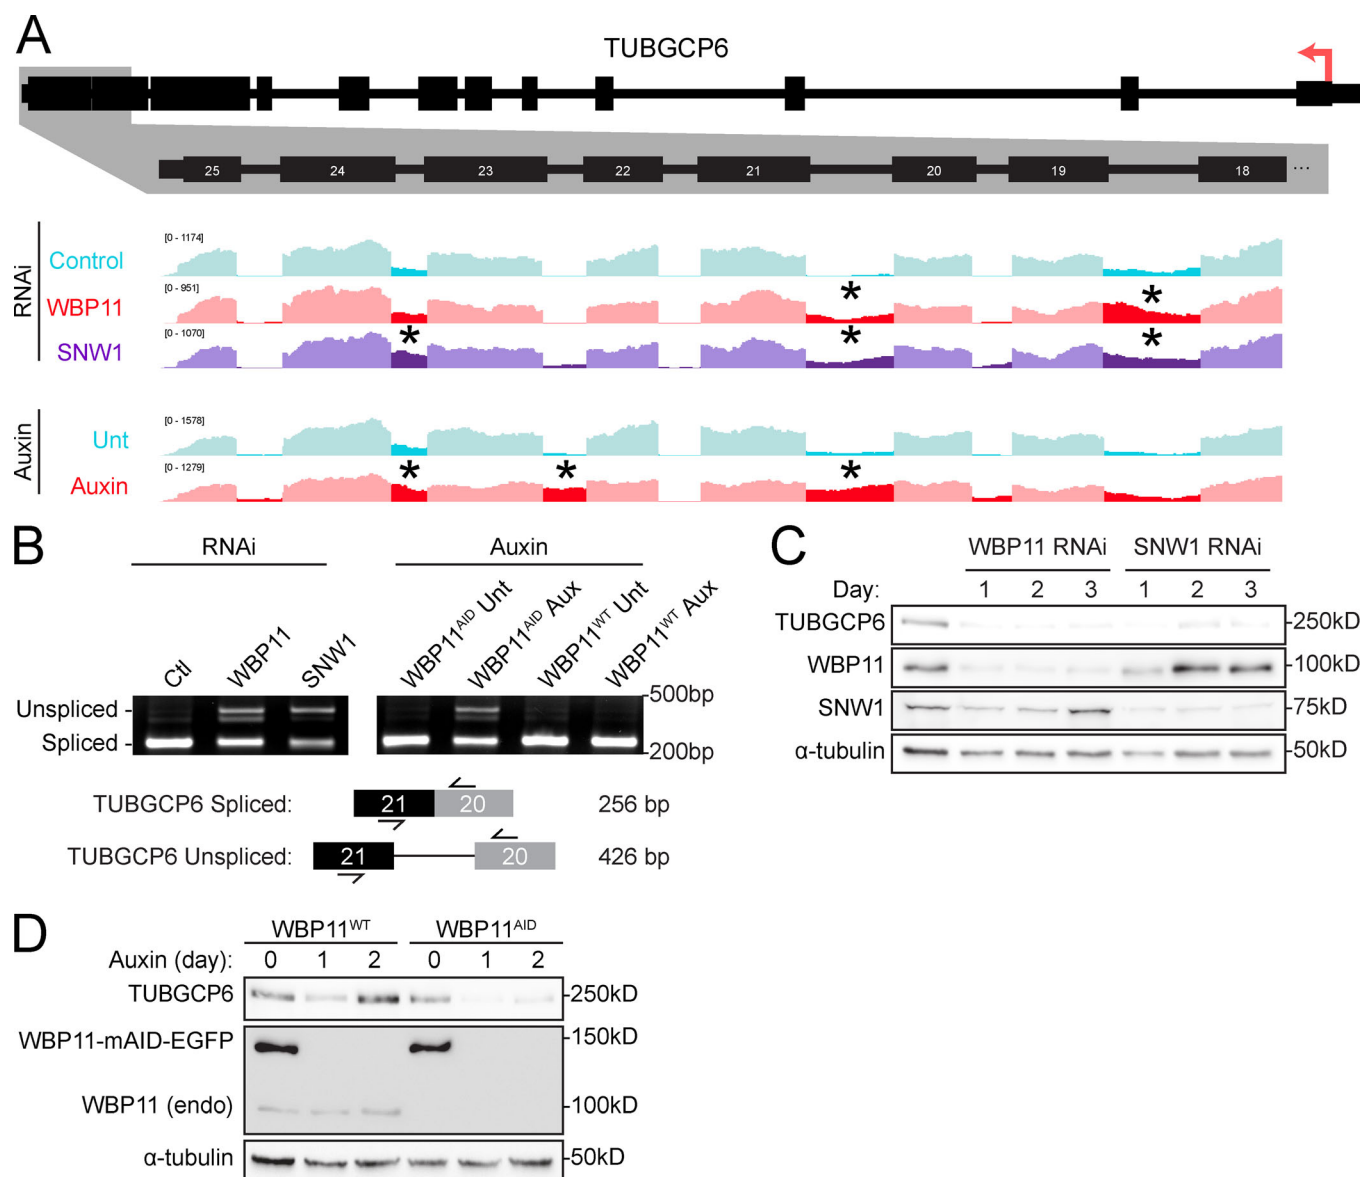 A
TUBGCP6
25 24 23 22 21 20 19 18 ...
RNAi
Control
[0 - 1174]
WBP11
[0 - 951]
* *
SNW1
[0 - 1070]
* * *
Auxin
Unt
[0 - 1578]
Auxin
[0 - 1279]
* * *
B
RNAi Auxin
Ctl WBP11 SNW1 WBP11AID Unt WBP11AID Aux WBP11WT Unt WBP11WT Aux
Unspliced - -500bp
Spliced - -200bp
TUBGCP6 Spliced: 21 20 256 bp
TUBGCP6 Unspliced: 21 20 426 bp
C
WBP11 RNAi SNW1 RNAi
Day: 1 2 3 1 2 3
TUBGCP6 -250kD
WBP11 -100kD
SNW1 -75kD
α-tubulin -50kD
D
WBP11WT WBP11AID
Auxin (day): 0 1 2 0 1 2
TUBGCP6 -250kD
WBP11-mAID-EGFP -150kD
WBP11 (endo) -100kD
α-tubulin -50kD